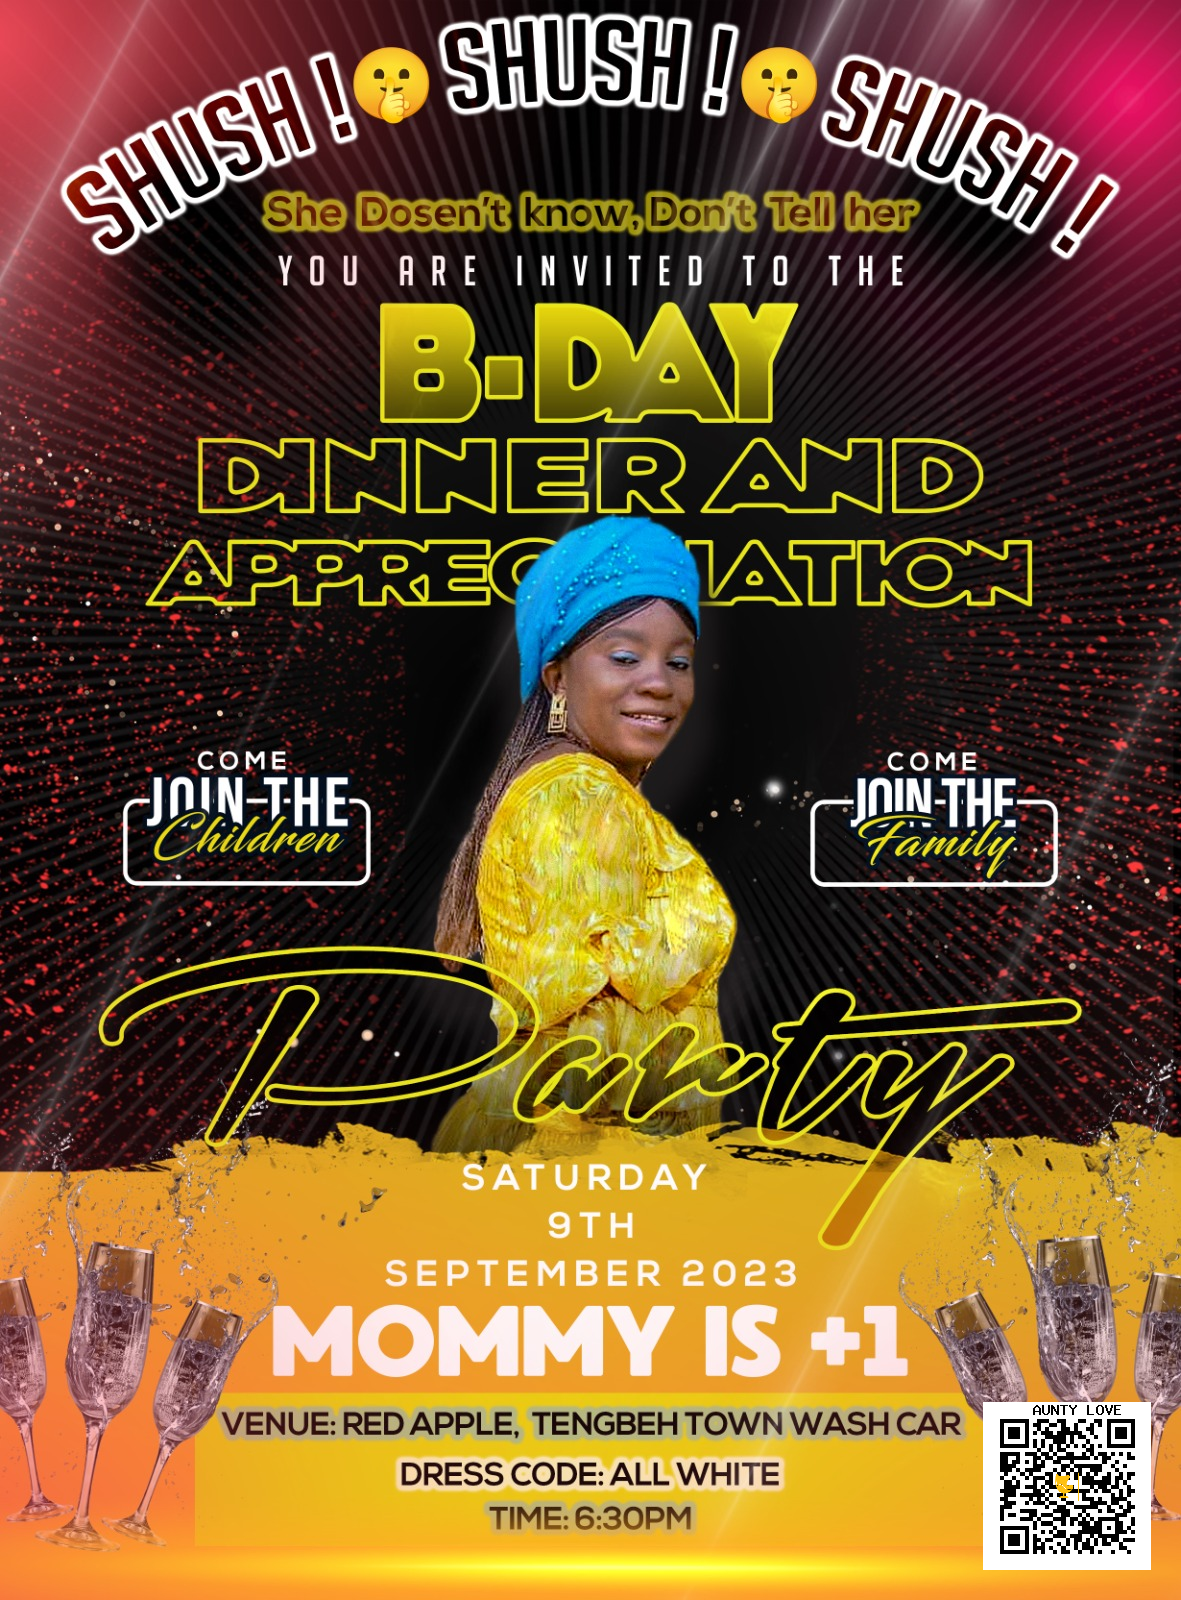 SHUSH ! 🤫 SHUSH ! 🤫 SHUSH !
She Dosen't know, Don't Tell her
YOU ARE INVITED TO THE
B-DAY
DINNER AND
APPRECIATION
COME
JOIN THE
Children
COME
JOIN THE
Family
Party
SATURDAY
9TH
SEPTEMBER 2023
MOMMY IS +1
VENUE: RED APPLE, TENGBEH TOWN WASH CAR
DRESS CODE: ALL WHITE
TIME: 6:30PM
AUNTY LOVE